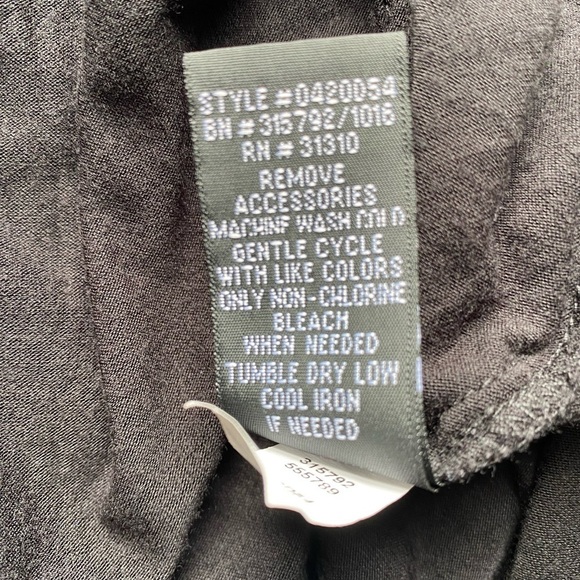 STYLE #0420D54
BN # 315792/1016
RN # 31310
REMOVE
ACCESSORIES
MACHINE WASH COLD
GENTLE CYCLE
WITH LIKE COLORS
ONLY NON-CHLORINE
BLEACH
WHEN NEEDED
TUMBLE DRY LOW
COOL IRON
IF NEEDED
315792
555789